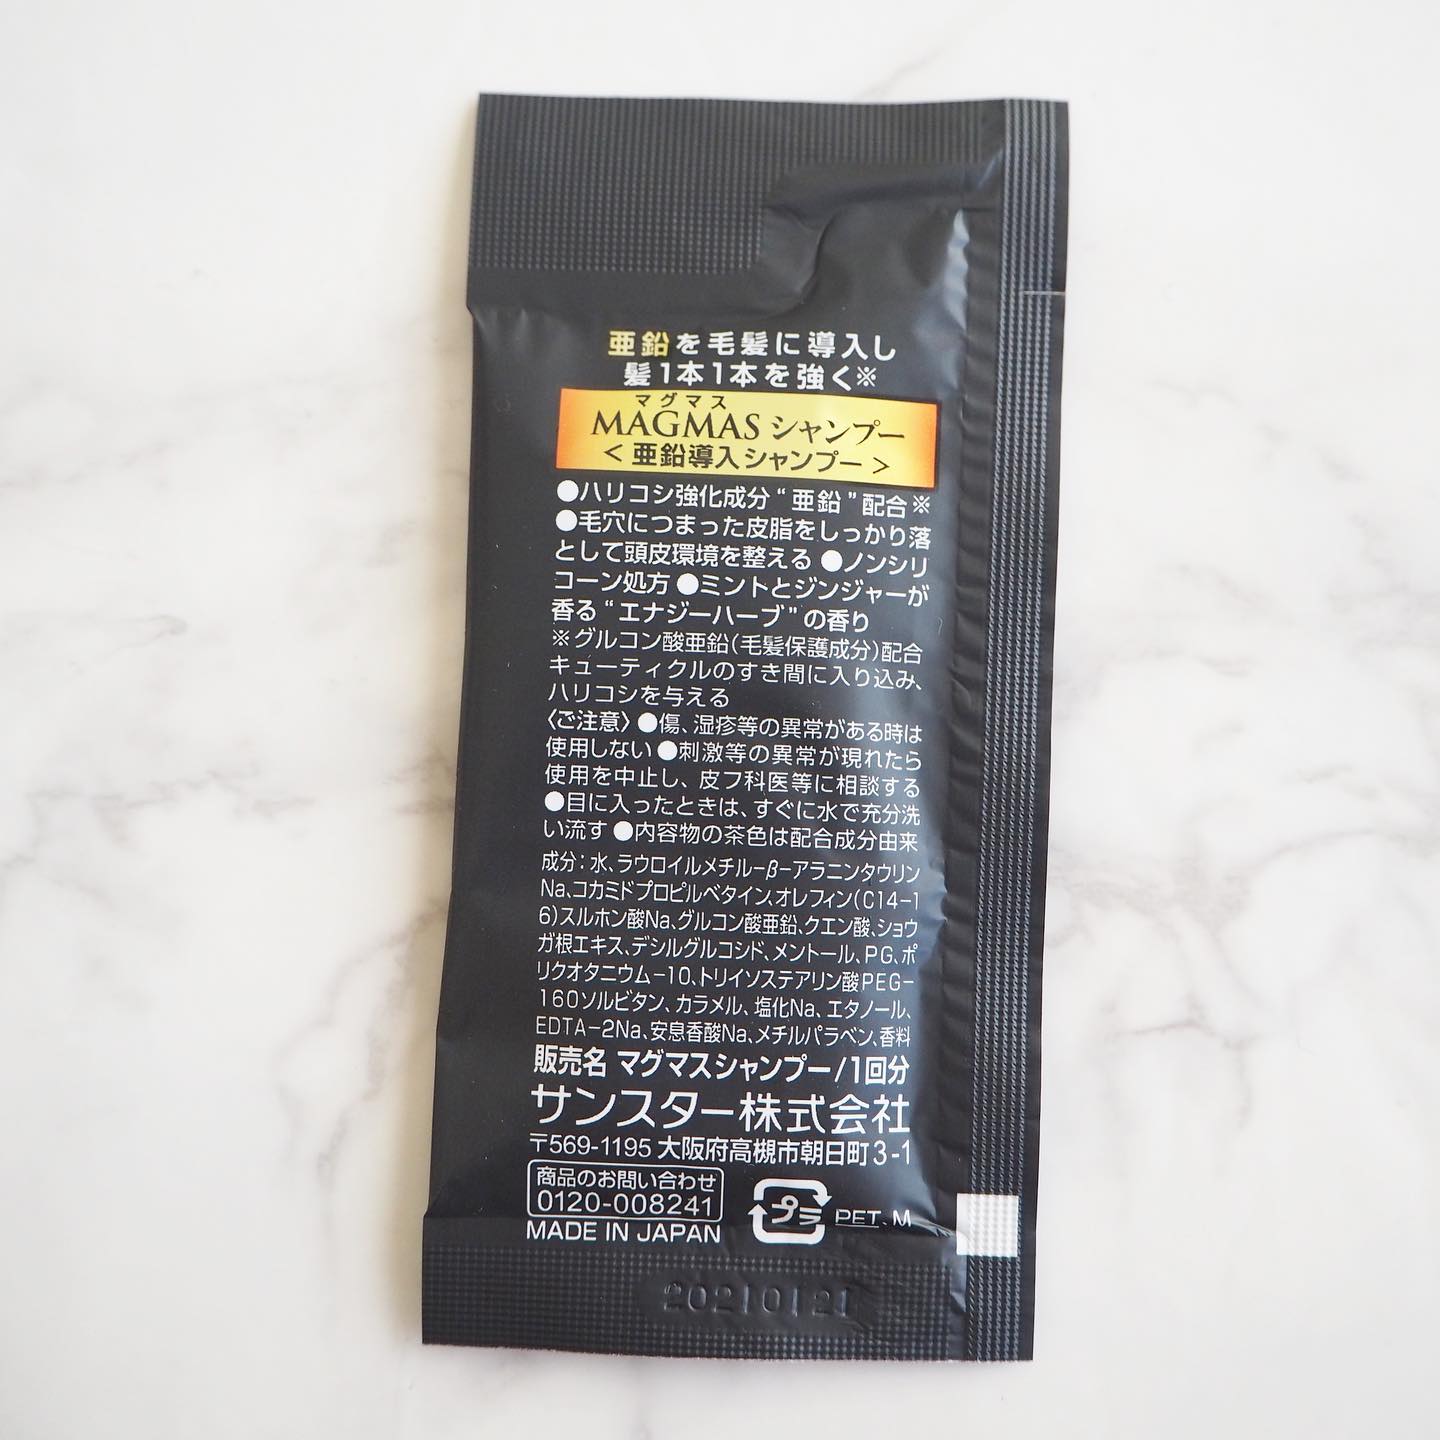 亜鉛を毛髪に導入し
髪1本1本を強く※
マグマス
MAGMAS シャンプー
＜亜鉛導入シャンプー＞
●ハリコシ強化成分“亜鉛”配合※
●毛穴につまった皮脂をしっかり落
として頭皮環境を整える ●ノンシリ
コーン処方 ●ミントとジンジャーが
香る“エナジーハーブ”の香り
※グルコン酸亜鉛(毛髪保護成分)配合
キューティクルのすき間に入り込み、
ハリコシを与える
〈ご注意〉●傷、湿疹等の異常がある時は
使用しない ●刺激等の異常が現れたら
使用を中止し、皮フ科医等に相談する
●目に入ったときは、すぐに水で充分洗
い流す ●内容物の茶色は配合成分由来
成分：水、ラウロイルメチル-β-アラニンタウリン
Na、コカミドプロピルベタイン、オレフィン(C14-1
6)スルホン酸Na、グルコン酸亜鉛、クエン酸、ショウ
ガ根エキス、デシルグルコシド、メントール、PG、ポ
リクオタニウム-10、トリイソステアリン酸PEG-
160ソルビタン、カラメル、塩化Na、エタノール、
EDTA-2Na、安息香酸Na、メチルパラベン、香料
販売名 マグマスシャンプー/1回分
サンスター株式会社
〒569-1195 大阪府高槻市朝日町3-1
商品のお問い合わせ
0120-008241
プラ PET、M
MADE IN JAPAN
20210121